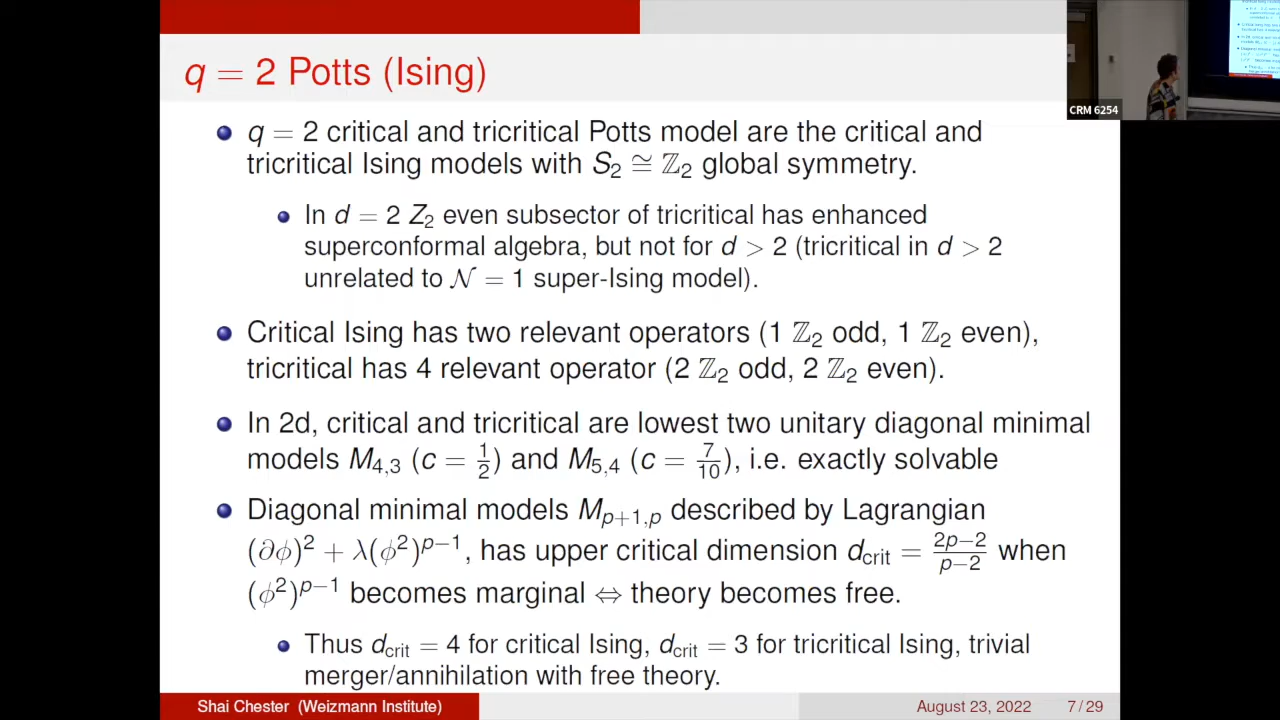 q = 2 Potts (Ising)
q = 2 critical and tricritical Potts model are the critical and
tricritical Ising models with S₂ ≅ ℤ₂ global symmetry.
In d = 2 Z₂ even subsector of tricritical has enhanced
superconformal algebra, but not for d > 2 (tricritical in d > 2
unrelated to 𝒩 = 1 super-Ising model).
Critical Ising has two relevant operators (1 ℤ₂ odd, 1 ℤ₂ even),
tricritical has 4 relevant operator (2 ℤ₂ odd, 2 ℤ₂ even).
In 2d, critical and tricritical are lowest two unitary diagonal minimal
models M₄,₃ (c = 1/2) and M₅,₄ (c = 7/10), i.e. exactly solvable
Diagonal minimal models M_{p+1,p} described by Lagrangian
(∂ϕ)² + λ(ϕ²)^{p−1}, has upper critical dimension d_crit = (2p−2)/(p−2) when
(ϕ²)^{p−1} becomes marginal ⇔ theory becomes free.
Thus d_crit = 4 for critical Ising, d_crit = 3 for tricritical Ising, trivial
merger/annihilation with free theory.
Shai Chester (Weizmann Institute)
August 23, 2022
7 / 29
CRM 6254